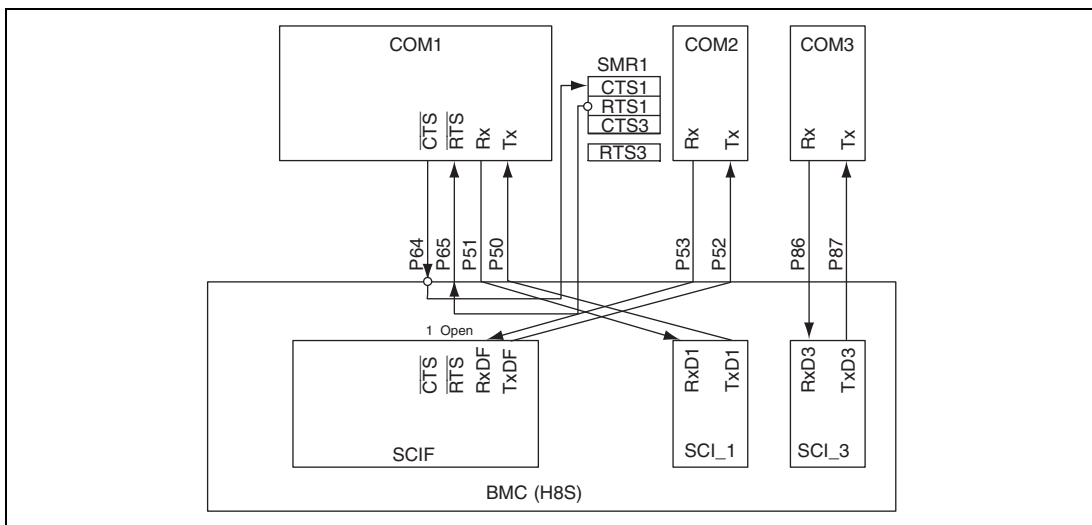 COM1
COM2
COM3
SMR1
CTS1
RTS1
CTS3
RTS3
CTS
RTS
Rx
Tx
Rx
Tx
Rx
Tx
P64
P65
P51
P50
P53
P52
P86
P87
1 Open
CTS
RTS
RxDF
TxDF
RxD1
TxD1
RxD3
TxD3
SCIF
SCI_1
SCI_3
BMC (H8S)